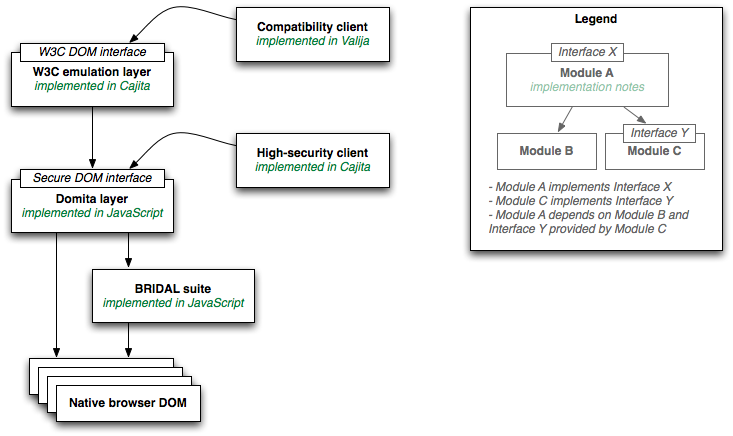 Compatibility client
implemented in Valija
W3C DOM interface
W3C emulation layer
implemented in Cajita
High-security client
implemented in Cajita
Secure DOM interface
Domita layer
implemented in JavaScript
BRIDAL suite
implemented in JavaScript
Native browser DOM
Legend
Interface X
Module A
implementation notes
Module B
Interface Y
Module C
- Module A implements Interface X
- Module C implements Interface Y
- Module A depends on Module B and
Interface Y provided by Module C